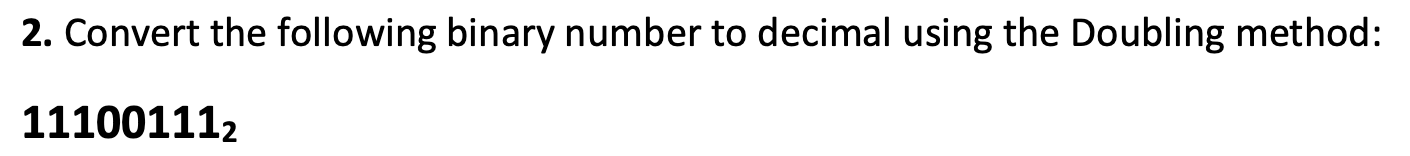 2. Convert the following binary number to decimal using the Doubling method:
11100111₂